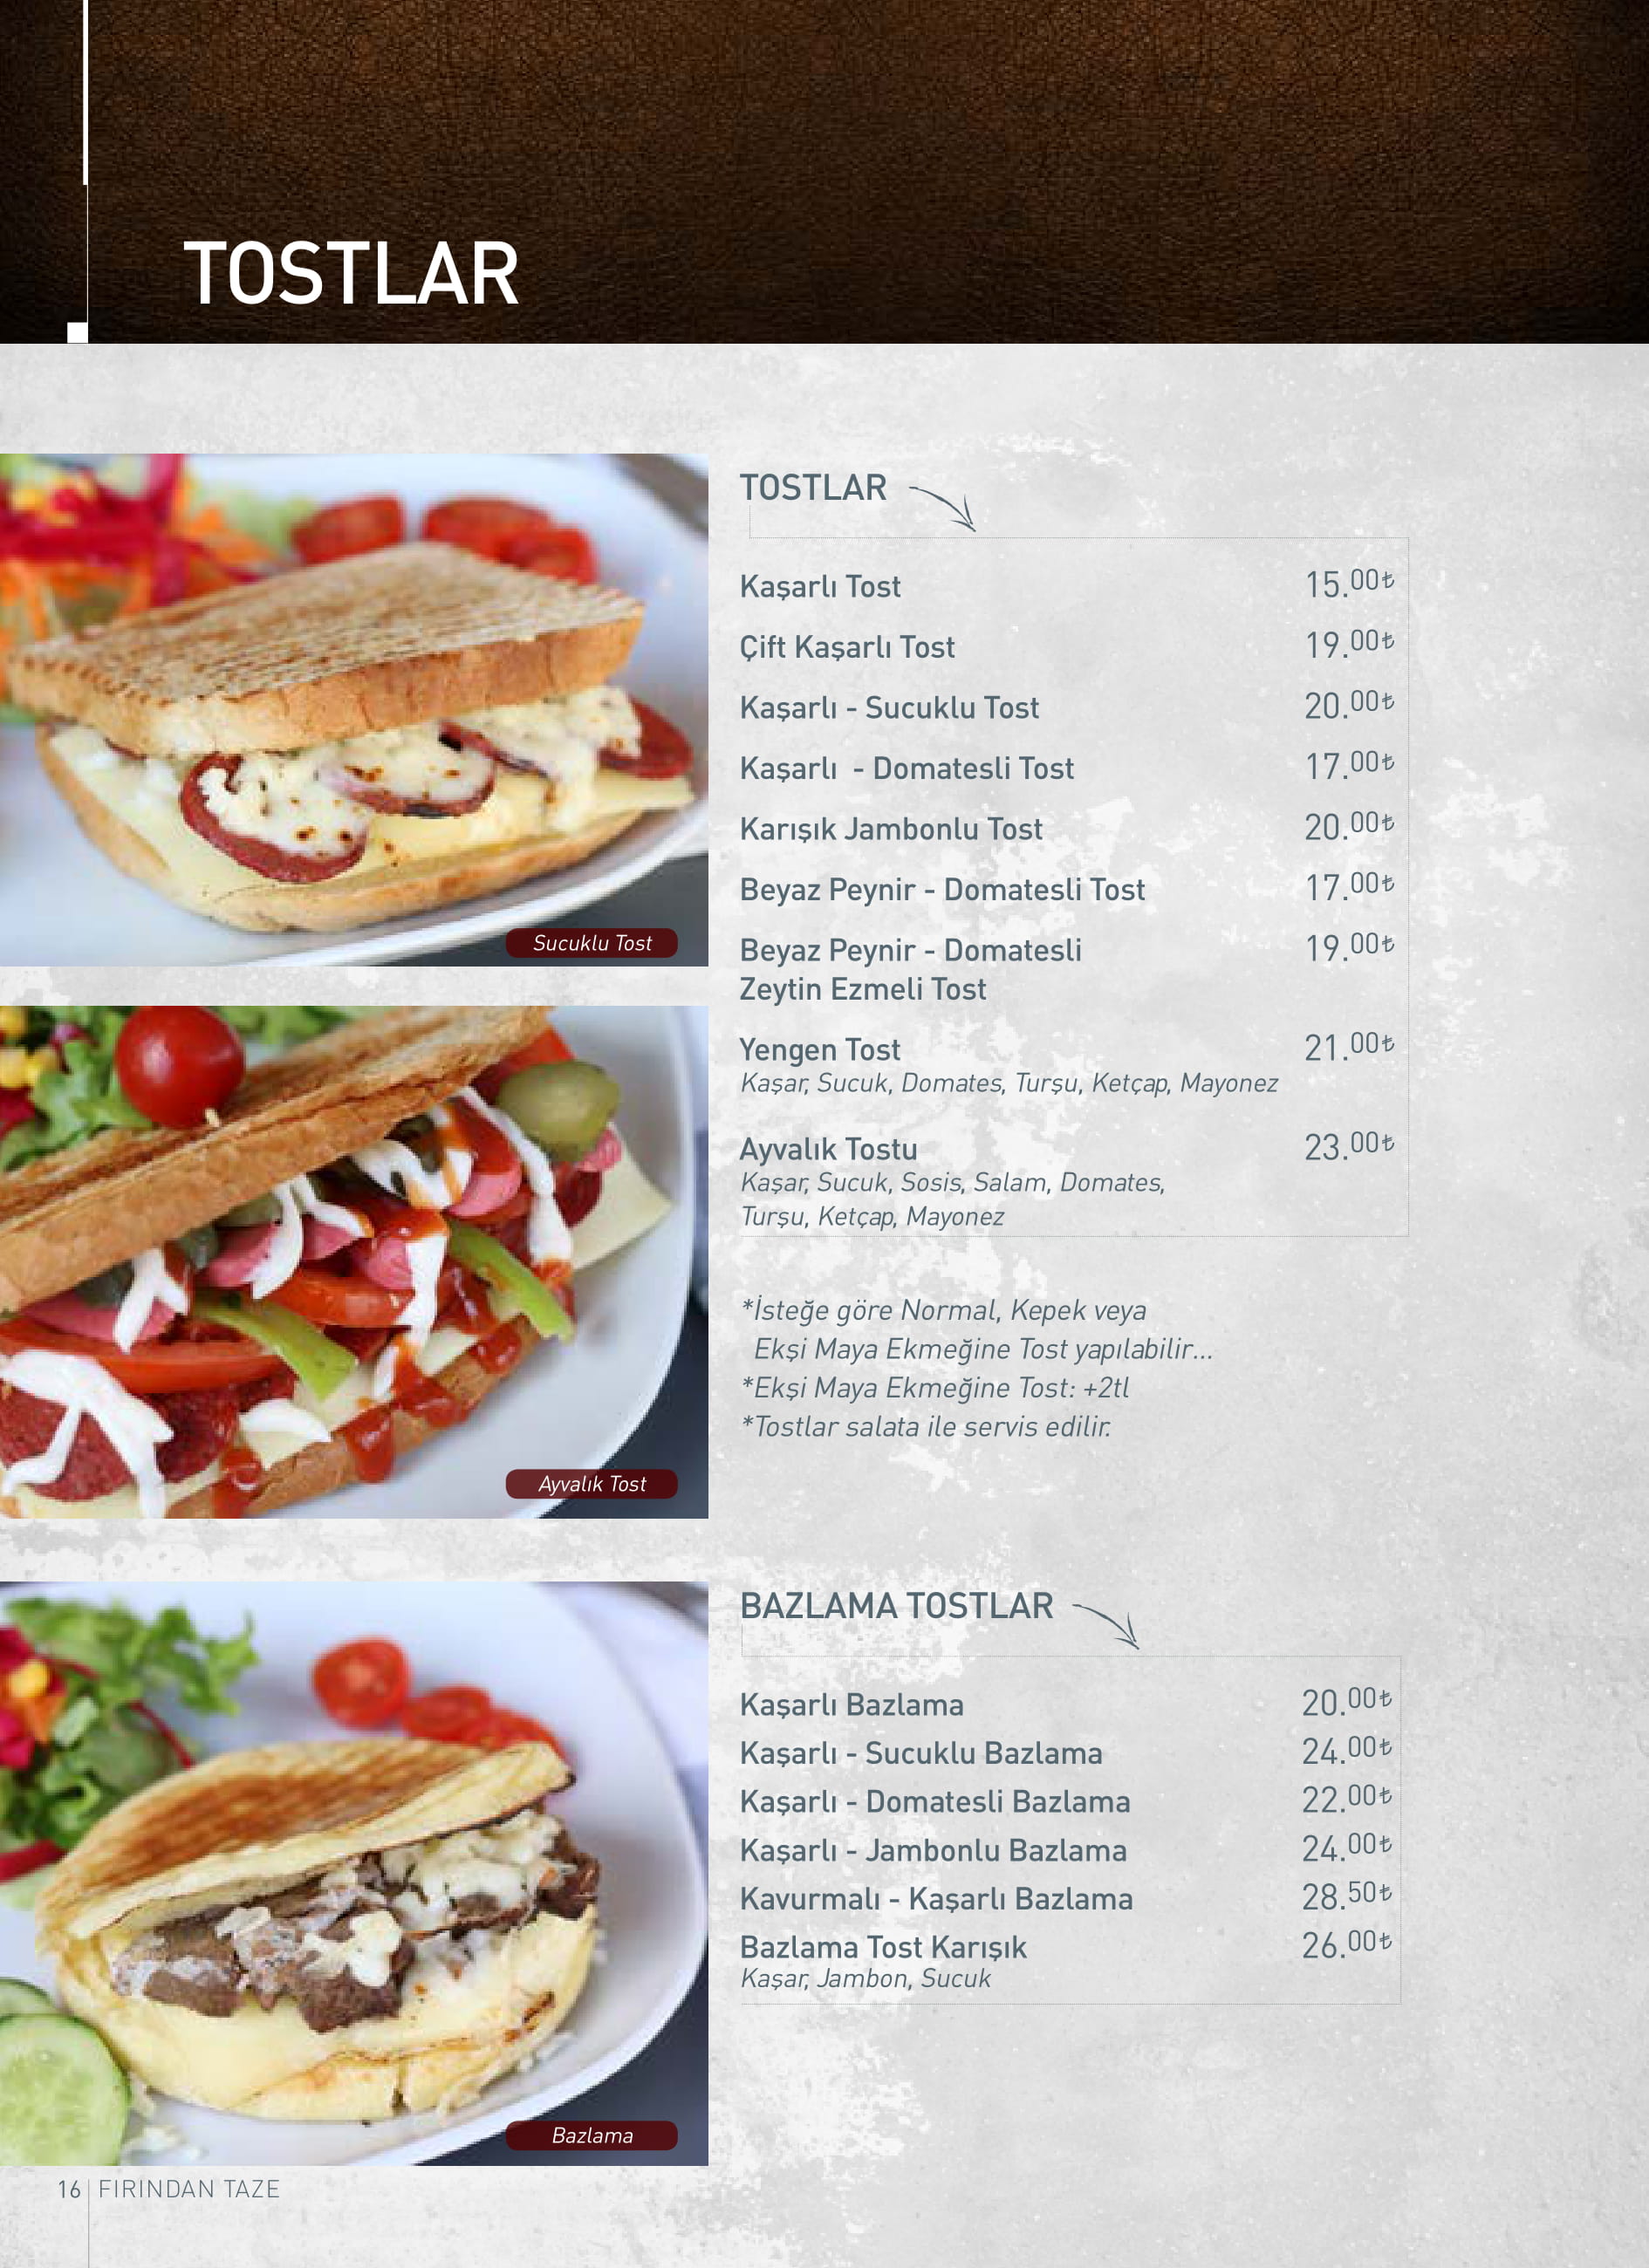 TOSTLAR
TOSTLAR
Kaşarlı Tost 15.00₺
Çift Kaşarlı Tost 19.00₺
Kaşarlı - Sucuklu Tost 20.00₺
Kaşarlı - Domatesli Tost 17.00₺
Karışık Jambonlu Tost 20.00₺
Beyaz Peynir - Domatesli Tost 17.00₺
Beyaz Peynir - Domatesli 19.00₺
Zeytin Ezmeli Tost
Yengen Tost 21.00₺
Kaşar, Sucuk, Domates, Turşu, Ketçap, Mayonez
Ayvalık Tostu 23.00₺
Kaşar, Sucuk, Sosis, Salam, Domates,
Turşu, Ketçap, Mayonez
*İsteğe göre Normal, Kepek veya
Ekşi Maya Ekmeğine Tost yapılabilir...
*Ekşi Maya Ekmeğine Tost: +2tl
*Tostlar salata ile servis edilir.
Sucuklu Tost
Ayvalık Tost
BAZLAMA TOSTLAR
Kaşarlı Bazlama 20.00₺
Kaşarlı - Sucuklu Bazlama 24.00₺
Kaşarlı - Domatesli Bazlama 22.00₺
Kaşarlı - Jambonlu Bazlama 24.00₺
Kavurmalı - Kaşarlı Bazlama 28.50₺
Bazlama Tost Karışık 26.00₺
Kaşar, Jambon, Sucuk
Bazlama
16 FIRINDAN TAZE